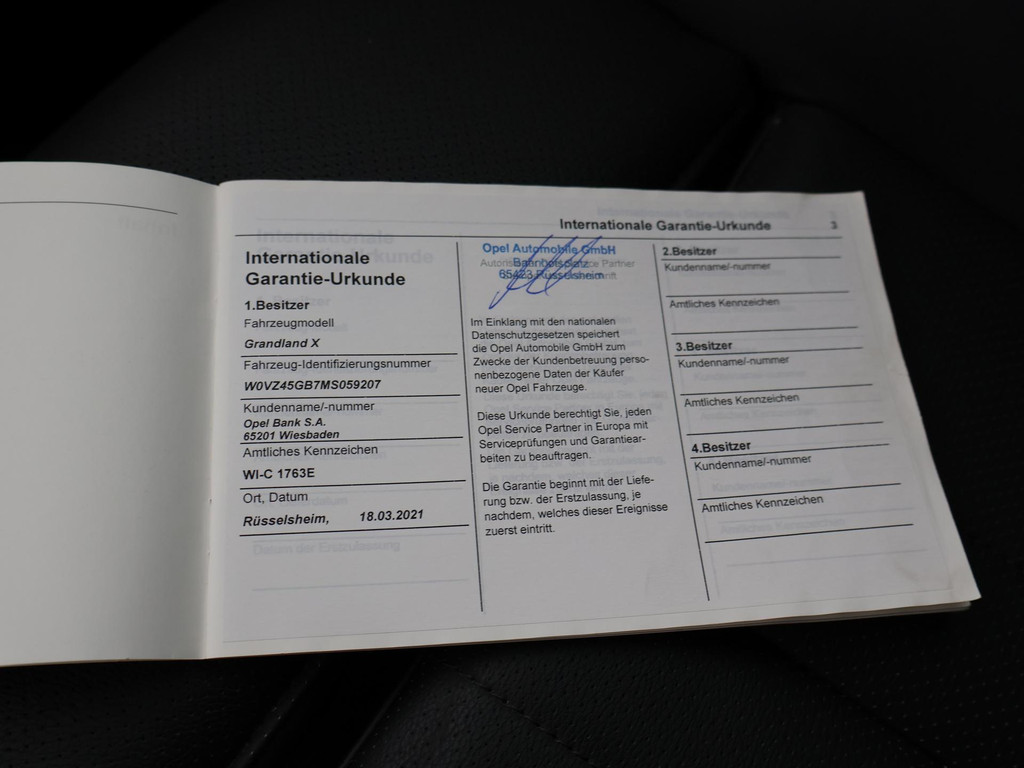 Internationale Garantie-Urkunde 3
Internationale
Garantie-Urkunde
1.Besitzer
Fahrzeugmodell
Grandland X
Fahrzeug-Identifizierungsnummer
W0VZ45GB7MS059207
Kundenname/-nummer
Opel Bank S.A.
65201 Wiesbaden
Amtliches Kennzeichen
WI-C 1763E
Ort, Datum
Rüsselsheim, 18.03.2021
Opel Automobile GmbH
Bahnhofsplatz
Partner
65423 Rüsselsheim
Im Einklang mit den nationalen
Datenschutzgesetzen speichert
die Opel Automobile GmbH zum
Zwecke der Kundenbetreuung perso-
nenbezogene Daten der Käufer
neuer Opel Fahrzeuge.
Diese Urkunde berechtigt Sie, jeden
Opel Service Partner in Europa mit
Serviceprüfungen und Garantiear-
beiten zu beauftragen.
Die Garantie beginnt mit der Liefe-
rung bzw. der Erstzulassung, je
nachdem, welches dieser Ereignisse
zuerst eintritt.
2.Besitzer
Kundenname/-nummer
Amtliches Kennzeichen
3.Besitzer
Kundenname/-nummer
Amtliches Kennzeichen
4.Besitzer
Kundenname/-nummer
Amtliches Kennzeichen